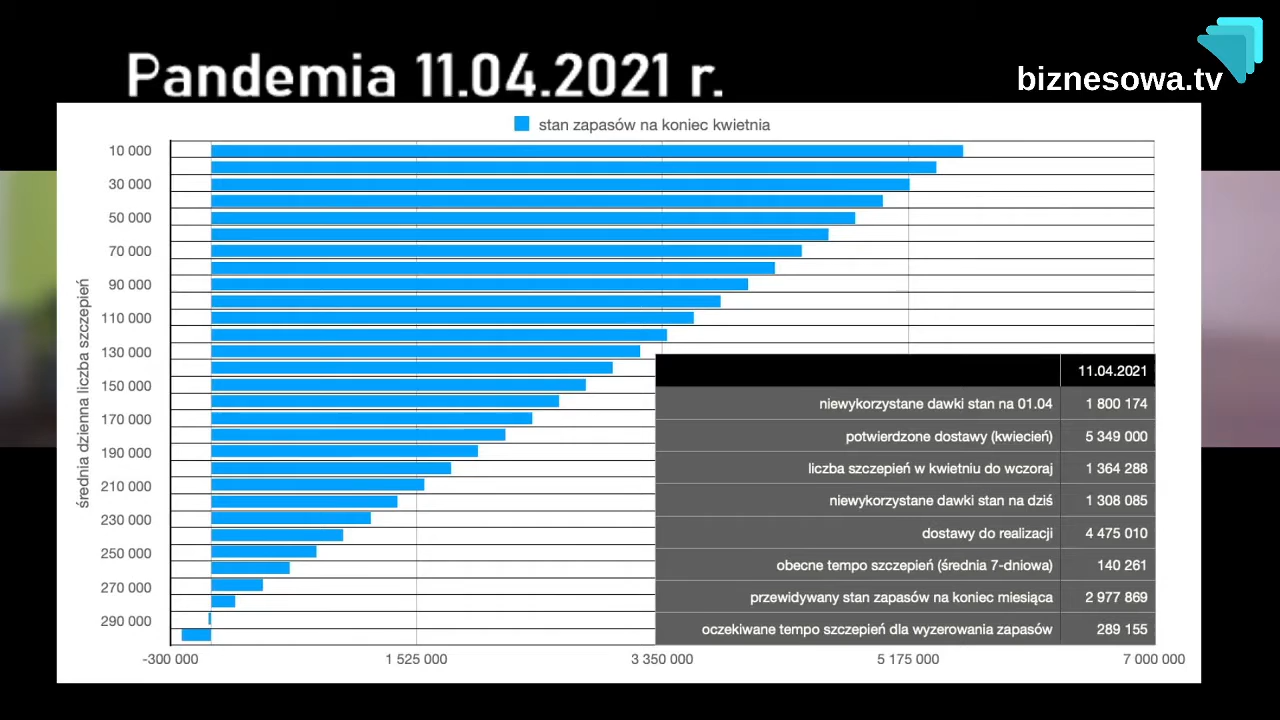 Pandemia 11.04.2021 r.
biznesowa.tv
stan zapasów na koniec kwietnia
średnia dzienna liczba szczepień
10 000
30 000
50 000
70 000
90 000
110 000
130 000
150 000
170 000
190 000
210 000
230 000
250 000
270 000
290 000
-300 000 1 525 000 3 350 000 5 175 000 7 000 000
11.04.2021
niewykorzystane dawki stan na 01.04 1 800 174
potwierdzone dostawy (kwiecień) 5 349 000
liczba szczepień w kwietniu do wczoraj 1 364 288
niewykorzystane dawki stan na dziś 1 308 085
dostawy do realizacji 4 475 010
obecne tempo szczepień (średnia 7-dniowa) 140 261
przewidywany stan zapasów na koniec miesiąca 2 977 869
oczekiwane tempo szczepień dla wyzerowania zapasów 289 155